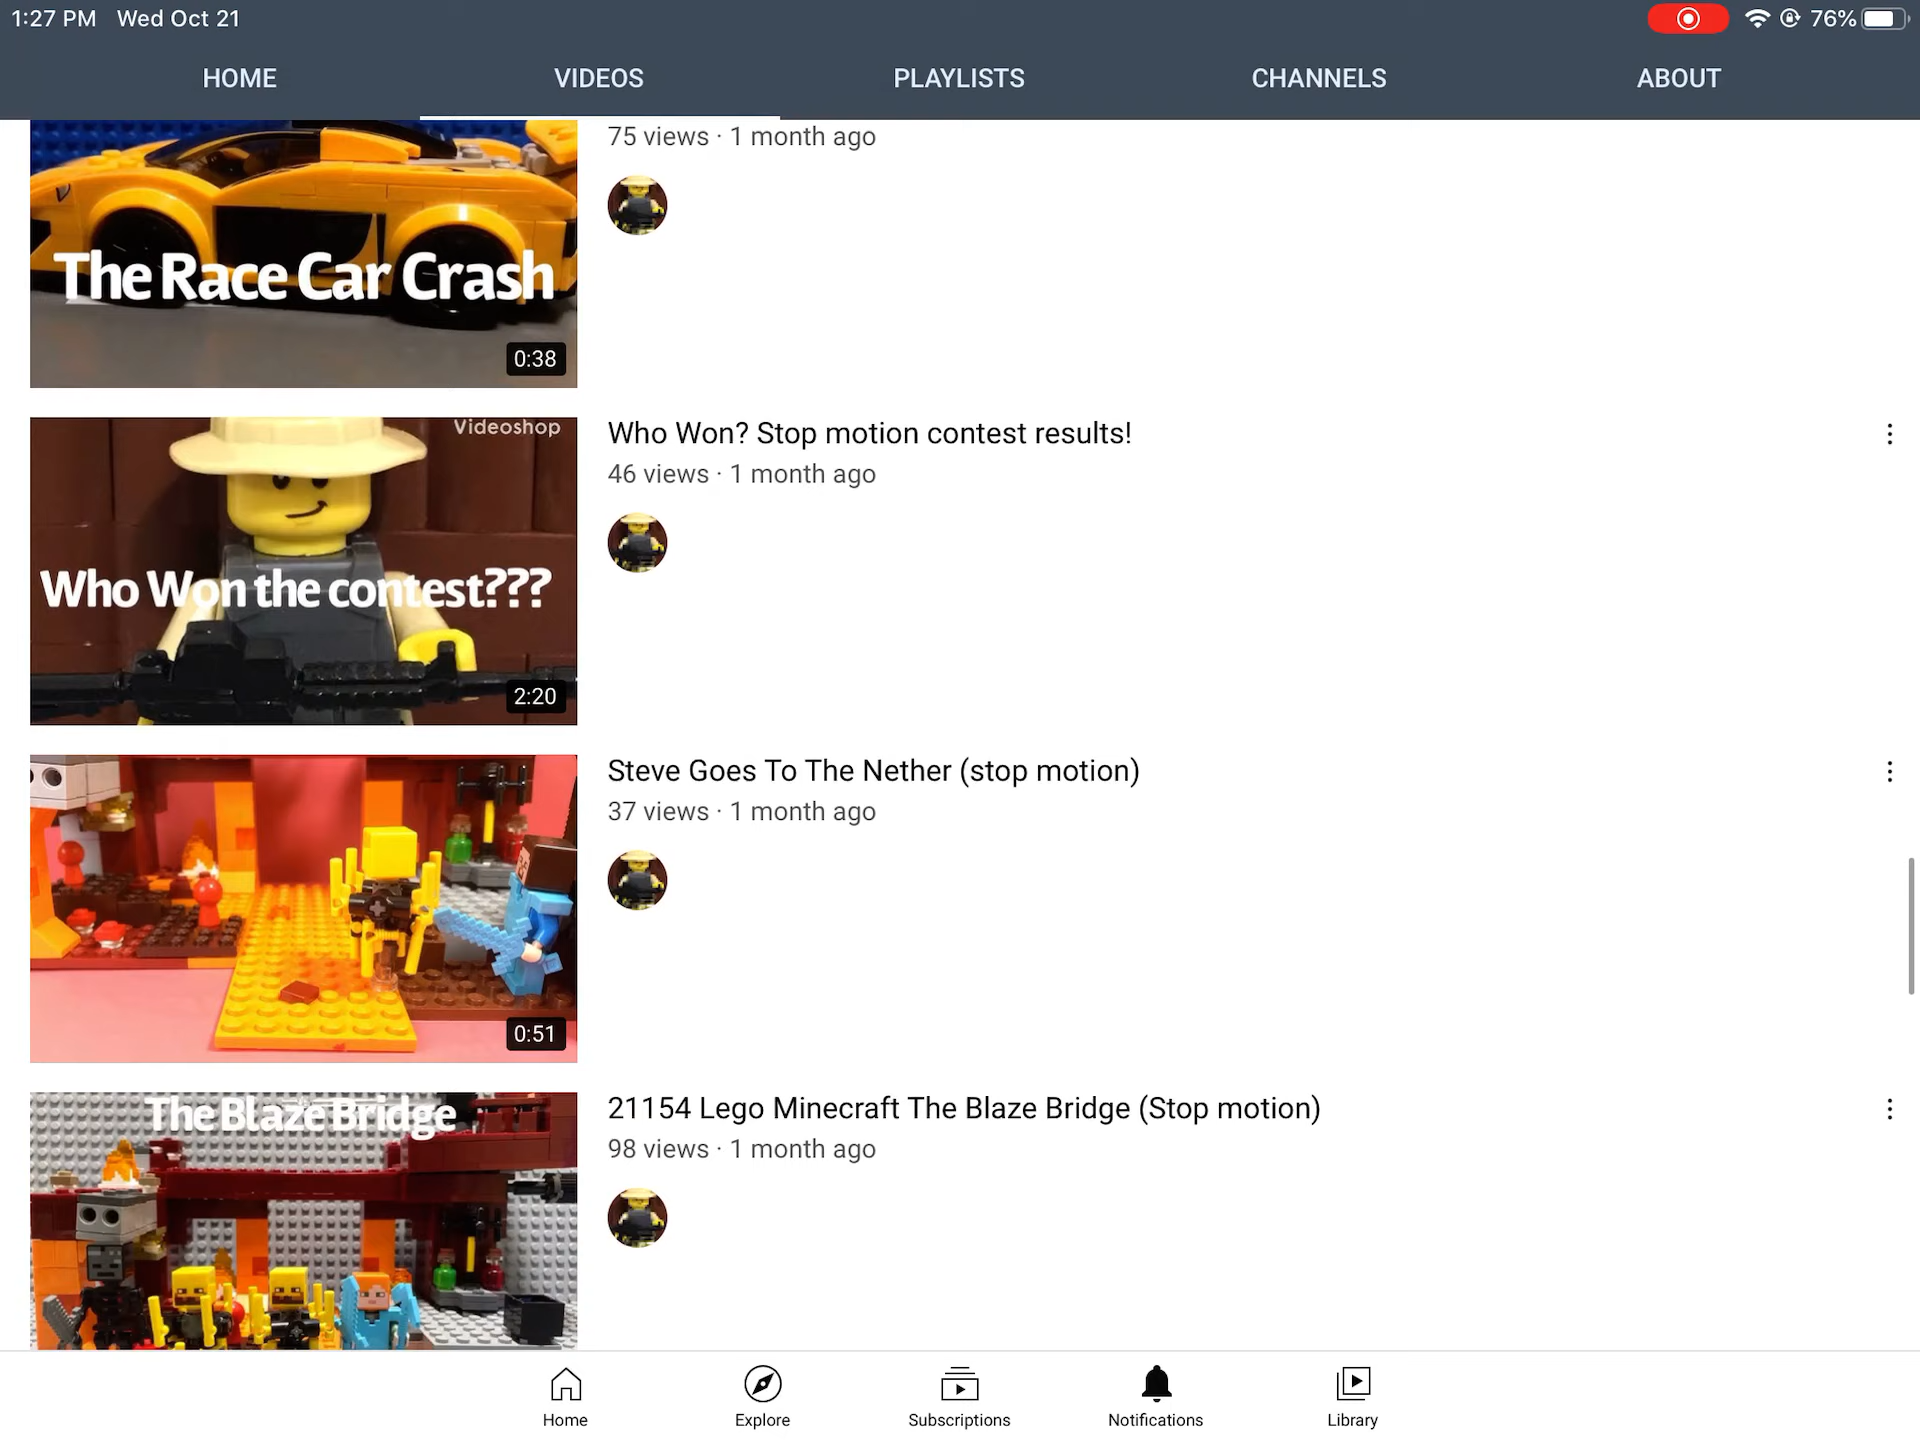 1:27 PM Wed Oct 21
76%
HOME
VIDEOS
PLAYLISTS
CHANNELS
ABOUT
75 views · 1 month ago
The Race Car Crash
0:38
Videoshop
Who Won the contest???
2:20
Who Won? Stop motion contest results!
46 views · 1 month ago
Steve Goes To The Nether (stop motion)
37 views · 1 month ago
0:51
The Blaze Bridge
21154 Lego Minecraft The Blaze Bridge (Stop motion)
98 views · 1 month ago
Home
Explore
Subscriptions
Notifications
Library